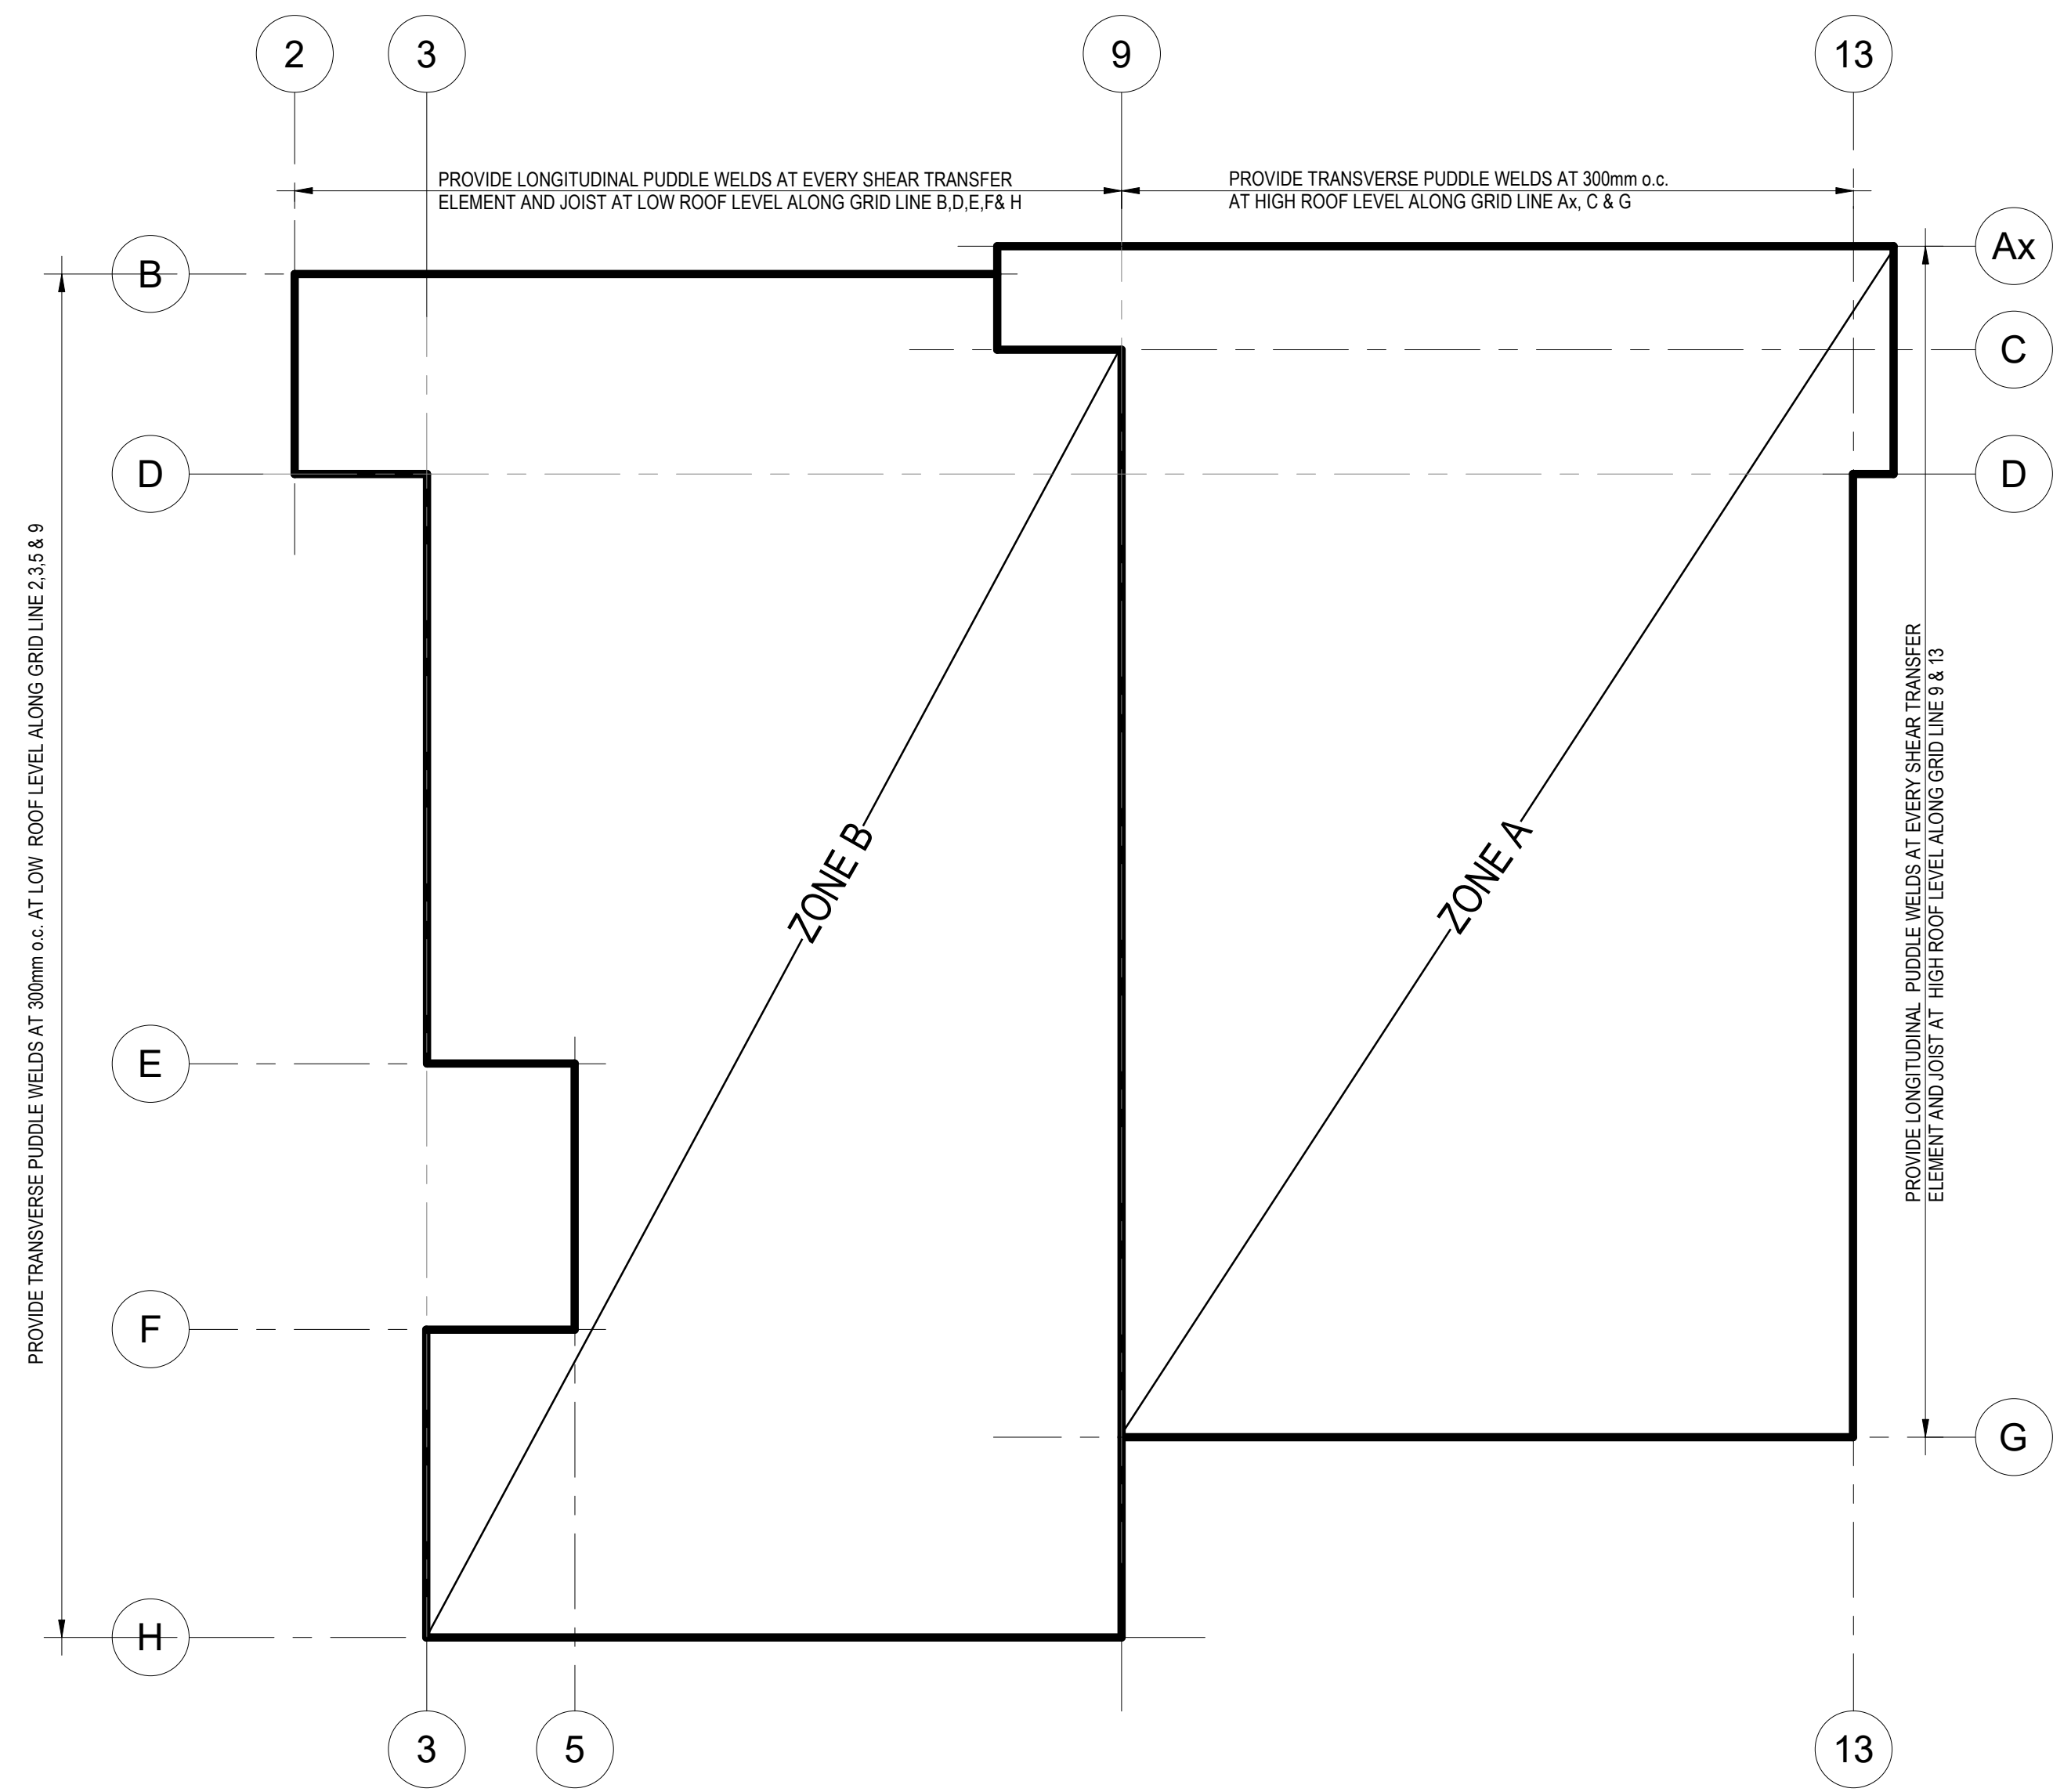 2
3
9
13
PROVIDE LONGITUDINAL PUDDLE WELDS AT EVERY SHEAR TRANSFER
ELEMENT AND JOIST AT LOW ROOF LEVEL ALONG GRID LINE B,D,E,F& H
PROVIDE TRANSVERSE PUDDLE WELDS AT 300mm o.c.
AT HIGH ROOF LEVEL ALONG GRID LINE Ax, C & G
B
Ax
C
D
D
PROVIDE TRANSVERSE PUDDLE WELDS AT 300mm o.c. AT LOW ROOF LEVEL ALONG GRID LINE 2,3,5 & 9
ZONE B
ZONE A
PROVIDE LONGITUDINAL PUDDLE WELDS AT EVERY SHEAR TRANSFER
ELEMENT AND JOIST AT HIGH ROOF LEVEL ALONG GRID LINE 9 & 13
E
F
G
H
3
5
13